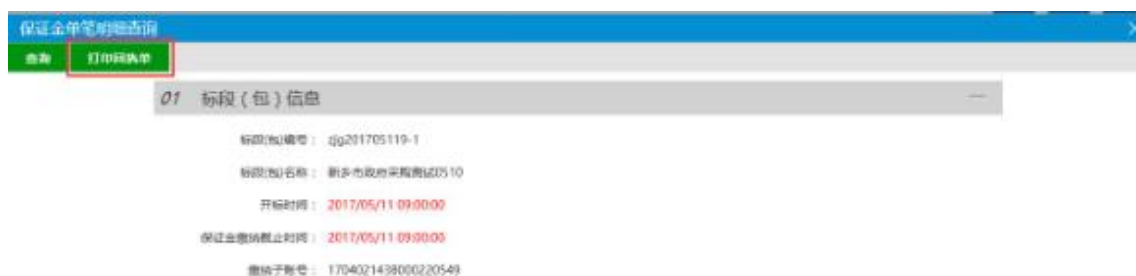 保证金单笔明细查询
查询 打印回执单
01 标段（包）信息
标段(包)编号： zjg201705119-1
标段(包)名称： 新乡市政府采购测试0510
开标时间： 2017/05/11 09:00:00
保证金缴纳截止时间： 2017/05/11 09:00:00
缴纳子账号： 1704021438000220549